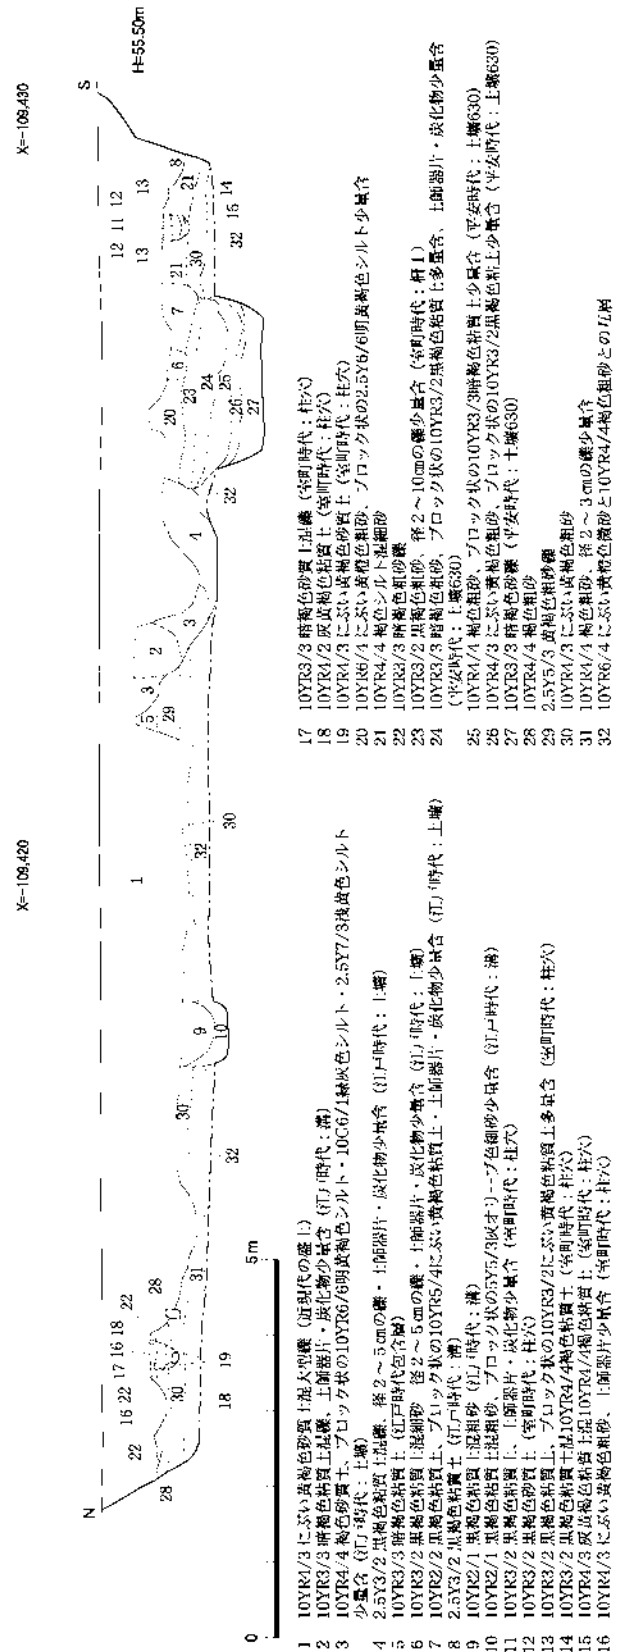 X=-109,420
X=-109,430
N
S
H=55.50m
0
5m
1 10YR4/3 にぶい黄褐色砂質土混大型礫（近現代の盛土）
2 10YR3/3 暗褐色粘質土混礫、土師器片・炭化物少量含（江戸時代：溝）
3 10YR4/4 褐色砂質土、ブロック状の10YR6/6明黄褐色シルト・10G6/1緑灰色シルト・2.5Y7/3浅黄色シルト
少量含（江戸時代：土壙）
4 2.5Y3/2 黒褐色粘質土混礫、径2～5cmの礫・土師器片・炭化物少量含（江戸時代：土壙）
5 10YR3/3 暗褐色粘質土（江戸時代包含層）
6 10YR3/2 黒褐色粘質土混細砂 径2～5cmの礫・土師器片・炭化物少量含（江戸時代：土壙）
7 10YR2/2 黒褐色粘質土、ブロック状の10YR5/4にぶい黄褐色粘質土・土師器片・炭化物少量含（江戸時代：土壙）
8 2.5Y3/2 黒褐色粘質土（江戸時代：溝）
9 10YR2/1 黒褐色粘質土混粗砂（江戸時代：溝）
10 10YR2/1 黒褐色粘質土混粗砂、ブロック状の5Y5/3灰オリーブ色細砂少量含（江戸時代：溝）
11 10YR3/2 黒褐色粘質土、土師器片・炭化物少量含（室町時代：柱穴）
12 10YR3/2 黒褐色砂質土（室町時代：柱穴）
13 10YR3/2 黒褐色粘質土、ブロック状の10YR3/2にぶい黄褐色粘質土多量含（室町時代：柱穴）
14 10YR3/2 黒褐色粘質土混10YR4/4褐色粘質土（室町時代：柱穴）
15 10YR4/3 灰黄褐色粘質土混10YR4/4褐色粘質土（室町時代：柱穴）
16 10YR4/3 にぶい黄褐色粗砂、土師器片少量含（室町時代：柱穴）
17 10YR3/3 暗褐色砂質土混礫（室町時代：柱穴）
18 10YR4/2 灰黄褐色粘質土（室町時代：柱穴）
19 10YR4/3 にぶい黄褐色砂質土（室町時代：柱穴）
20 10YR6/4 にぶい黄橙色粗砂、ブロック状の2.5Y6/6明黄褐色シルト少量含
21 10YR4/4 褐色シルト混細砂
22 10YR3/3 暗褐色粗砂礫
23 10YR3/2 黒褐色粗砂、径2～10cmの礫少量含（室町時代：柵1）
24 10YR3/3 暗褐色粗砂、ブロック状の10YR3/2黒褐色粘質土多量含、土師器片・炭化物少量含
（平安時代：土壙630）
25 10YR4/4 褐色粗砂、ブロック状の10YR3/3暗褐色粘質土少量含（平安時代：土壙630）
26 10YR4/3 にぶい黄褐色粗砂、ブロック状の10YR3/2黒褐色粘土少量含（平安時代：土壙630）
27 10YR3/3 暗褐色砂礫（平安時代：土壙630）
28 10YR4/4 褐色粗砂
29 2.5Y5/3 黄褐色粗砂礫
30 10YR4/3 にぶい黄褐色粗砂
31 10YR4/4 褐色粗砂、径2～3cmの礫少量含
32 10YR6/4 にぶい黄橙色微砂と10YR4/4褐色粗砂との互層